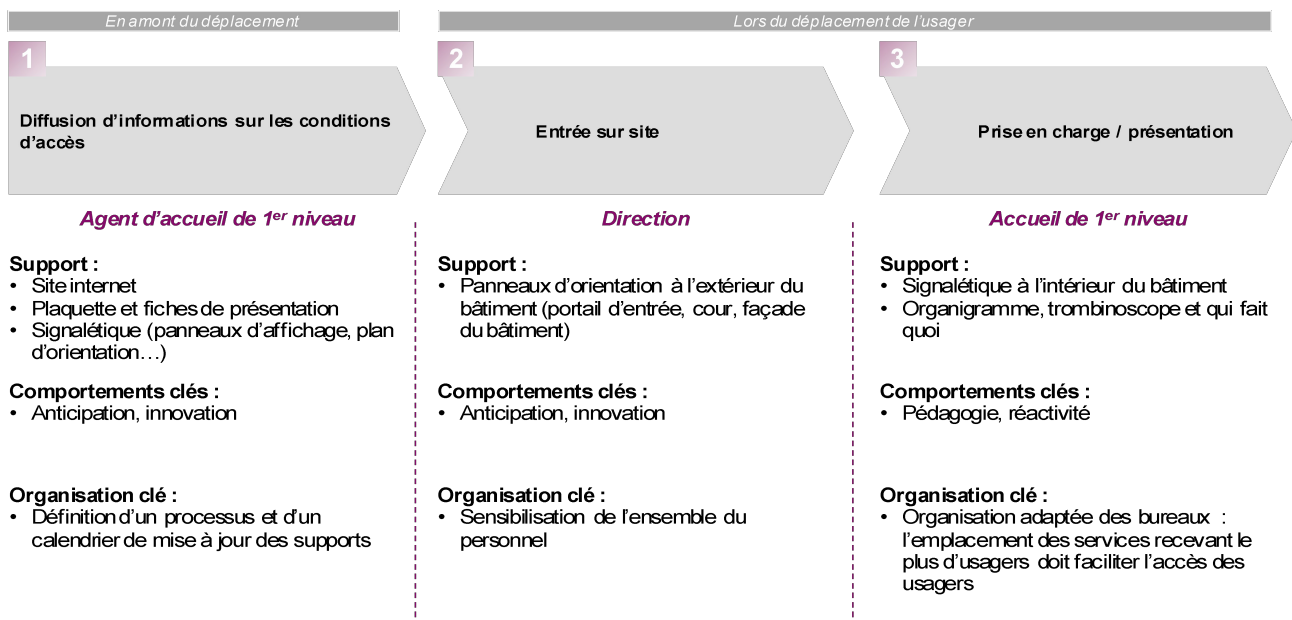 En amont du déplacement
Lors du déplacement de l'usager
1
Diffusion d'informations sur les conditions
d'accès
2
Entrée sur site
3
Prise en charge / présentation
Agent d'accueil de 1er niveau
Support :
• Site internet
• Plaquette et fiches de présentation
• Signalétique (panneaux d'affichage, plan
d'orientation…)
Comportements clés :
• Anticipation, innovation
Organisation clé :
• Définition d'un processus et d'un
calendrier de mise à jour des supports
Direction
Support :
• Panneaux d'orientation à l'extérieur du
bâtiment (portail d'entrée, cour, façade
du bâtiment)
Comportements clés :
• Anticipation, innovation
Organisation clé :
• Sensibilisation de l'ensemble du
personnel
Accueil de 1er niveau
Support :
• Signalétique à l'intérieur du bâtiment
• Organigramme, trombinoscope et qui fait
quoi
Comportements clés :
• Pédagogie, réactivité
Organisation clé :
• Organisation adaptée des bureaux :
l'emplacement des services recevant le
plus d'usagers doit faciliter l'accès des
usagers